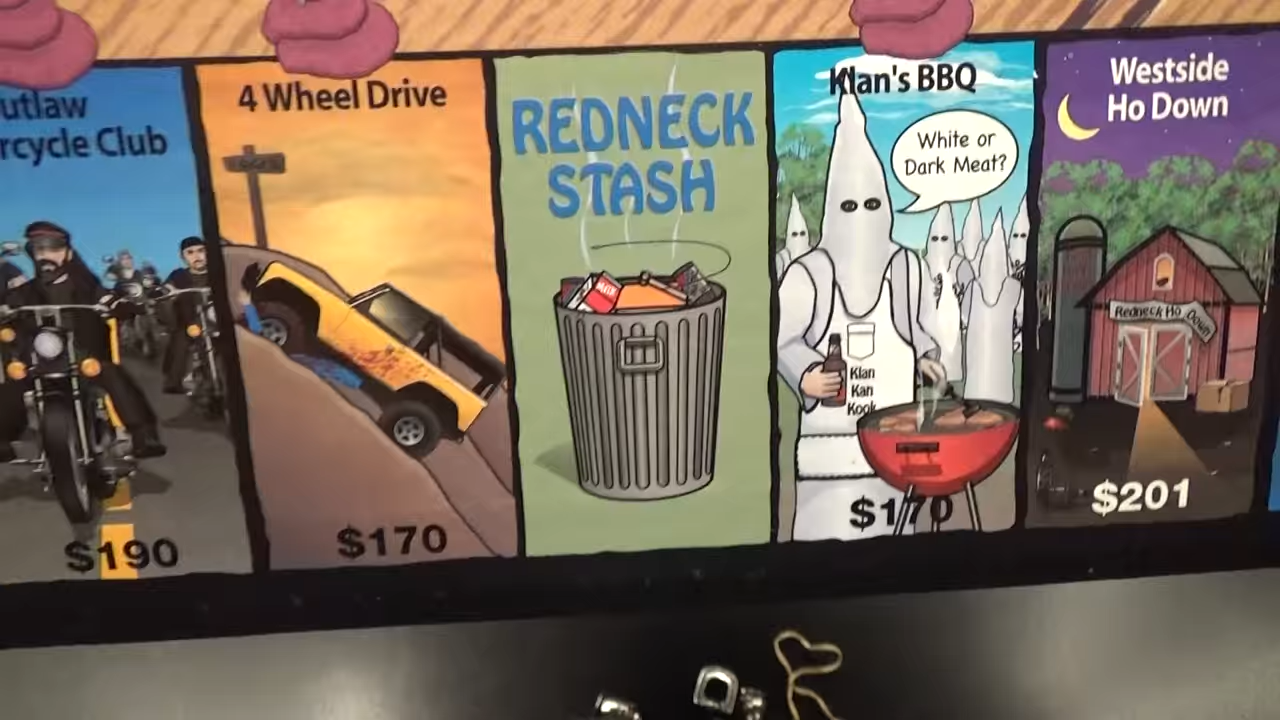 utlaw
rcycle Club
$190
4 Wheel Drive
$170
REDNECK
STASH
MILK
Klan's BBQ
White or
Dark Meat?
Klan
Kan
Kook
$170
Westside
Ho Down
Redneck Ho Down
$201